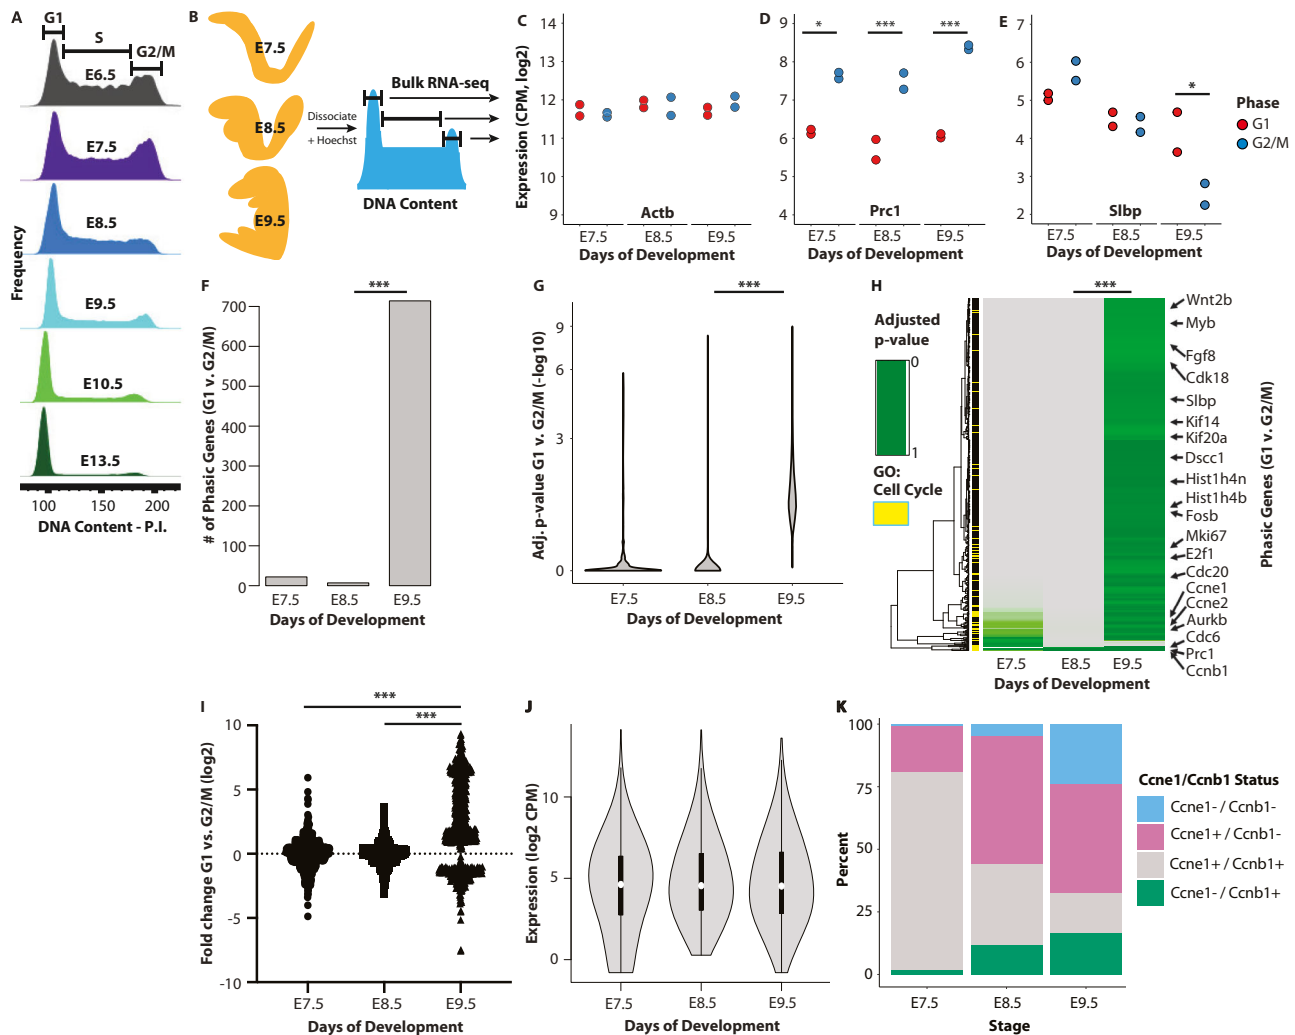 A
G1
S
G2/M
E6.5
E7.5
E8.5
E9.5
E10.5
E13.5
Frequency
100
150
200
DNA Content - P.I.
B
E7.5
E8.5
E9.5
Dissociate
+ Hoechst
Bulk RNA-seq
DNA Content
C
Expression (CPM, log2)
14
13
12
11
10
9
Actb
E7.5
E8.5
E9.5
Days of Development
D
*
***
***
9
8
7
6
5
4
Prc1
E7.5
E8.5
E9.5
Days of Development
E
7
6
5
4
3
2
*
Slbp
E7.5
E8.5
E9.5
Days of Development
Phase
G1
G2/M
F
***
# of Phasic Genes (G1 v. G2/M)
700
600
500
400
300
200
100
0
E7.5
E8.5
E9.5
Days of Development
G
***
Adj. p-value G1 v. G2/M (-log10)
9
6
3
0
E7.5
E8.5
E9.5
Days of Development
H
***
Adjusted
p-value
0
1
GO:
Cell Cycle
Wnt2b
Myb
Fgf8
Cdk18
Slbp
Kif14
Kif20a
Dscc1
Hist1h4n
Hist1h4b
Fosb
Mki67
E2f1
Cdc20
Ccne1
Ccne2
Aurkb
Cdc6
Prc1
Ccnb1
Phasic Genes (G1 v. G2/M)
E7.5
E8.5
E9.5
Days of Development
I
***
***
Fold change G1 vs. G2/M (log2)
10
5
0
-5
-10
E7.5
E8.5
E9.5
Days of Development
J
Expression (log2 CPM)
10
5
0
E7.5
E8.5
E9.5
Days of Development
K
Percent
100
75
50
25
0
E7.5
E8.5
E9.5
Stage
Ccne1/Ccnb1 Status
Ccne1- / Ccnb1-
Ccne1+ / Ccnb1-
Ccne1+ / Ccnb1+
Ccne1- / Ccnb1+